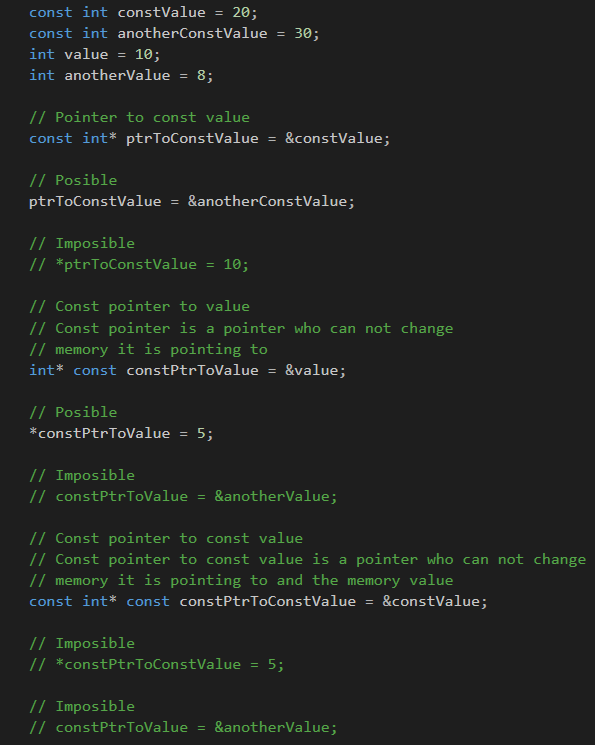 const int constValue = 20;
const int anotherConstValue = 30;
int value = 10;
int anotherValue = 8;
// Pointer to const value
const int* ptrToConstValue = &constValue;
// Posible
ptrToConstValue = &anotherConstValue;
// Imposible
// *ptrToConstValue = 10;
// Const pointer to value
// Const pointer is a pointer who can not change
// memory it is pointing to
int* const constPtrToValue = &value;
// Posible
*constPtrToValue = 5;
// Imposible
// constPtrToValue = &anotherValue;
// Const pointer to const value
// Const pointer to const value is a pointer who can not change
// memory it is pointing to and the memory value
const int* const constPtrToConstValue = &constValue;
// Imposible
// *constPtrToConstValue = 5;
// Imposible
// constPtrToValue = &anotherValue;